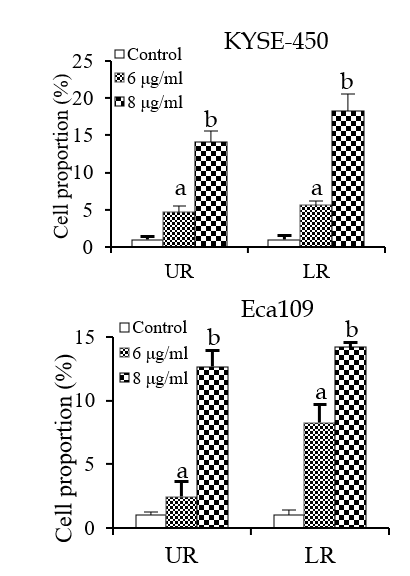 KYSE-450
Control
6 μg/ml
8 μg/ml
Cell proportion (%)
25
20
15
10
5
0
a
b
a
b
UR
LR
Eca109
Control
6 μg/ml
8 μg/ml
Cell proportion (%)
15
10
5
0
a
b
a
b
UR
LR